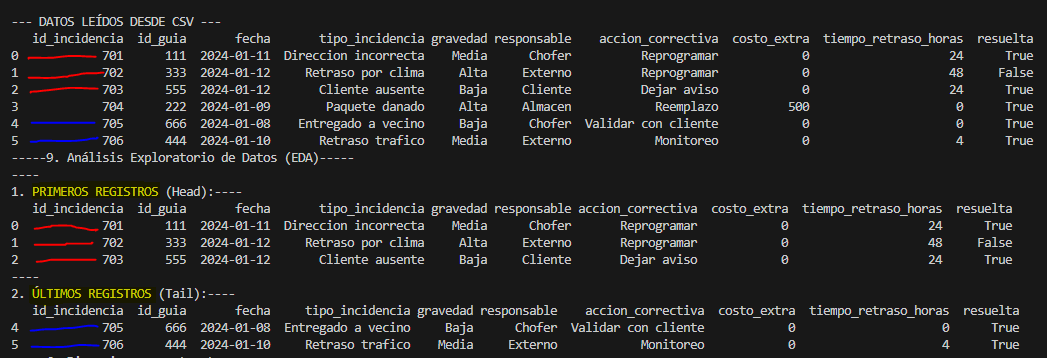 --- DATOS LEÍDOS DESDE CSV ---
id_incidencia id_guia fecha tipo_incidencia gravedad responsable accion_correctiva costo_extra tiempo_retraso_horas resuelta
0 701 111 2024-01-11 Direccion incorrecta Media Chofer Reprogramar 0 24 True
1 702 333 2024-01-12 Retraso por clima Alta Externo Reprogramar 0 48 False
2 703 555 2024-01-12 Cliente ausente Baja Cliente Dejar aviso 0 24 True
3 704 222 2024-01-09 Paquete danado Alta Almacen Reemplazo 500 0 True
4 705 666 2024-01-08 Entregado a vecino Baja Chofer Validar con cliente 0 0 True
5 706 444 2024-01-10 Retraso trafico Media Externo Monitoreo 0 4 True
-----9. Análisis Exploratorio de Datos (EDA)-----
----
1. PRIMEROS REGISTROS (Head):----
id_incidencia id_guia fecha tipo_incidencia gravedad responsable accion_correctiva costo_extra tiempo_retraso_horas resuelta
0 701 111 2024-01-11 Direccion incorrecta Media Chofer Reprogramar 0 24 True
1 702 333 2024-01-12 Retraso por clima Alta Externo Reprogramar 0 48 False
2 703 555 2024-01-12 Cliente ausente Baja Cliente Dejar aviso 0 24 True
----
2. ÚLTIMOS REGISTROS (Tail):----
id_incidencia id_guia fecha tipo_incidencia gravedad responsable accion_correctiva costo_extra tiempo_retraso_horas resuelta
4 705 666 2024-01-08 Entregado a vecino Baja Chofer Validar con cliente 0 0 True
5 706 444 2024-01-10 Retraso trafico Media Externo Monitoreo 0 4 True